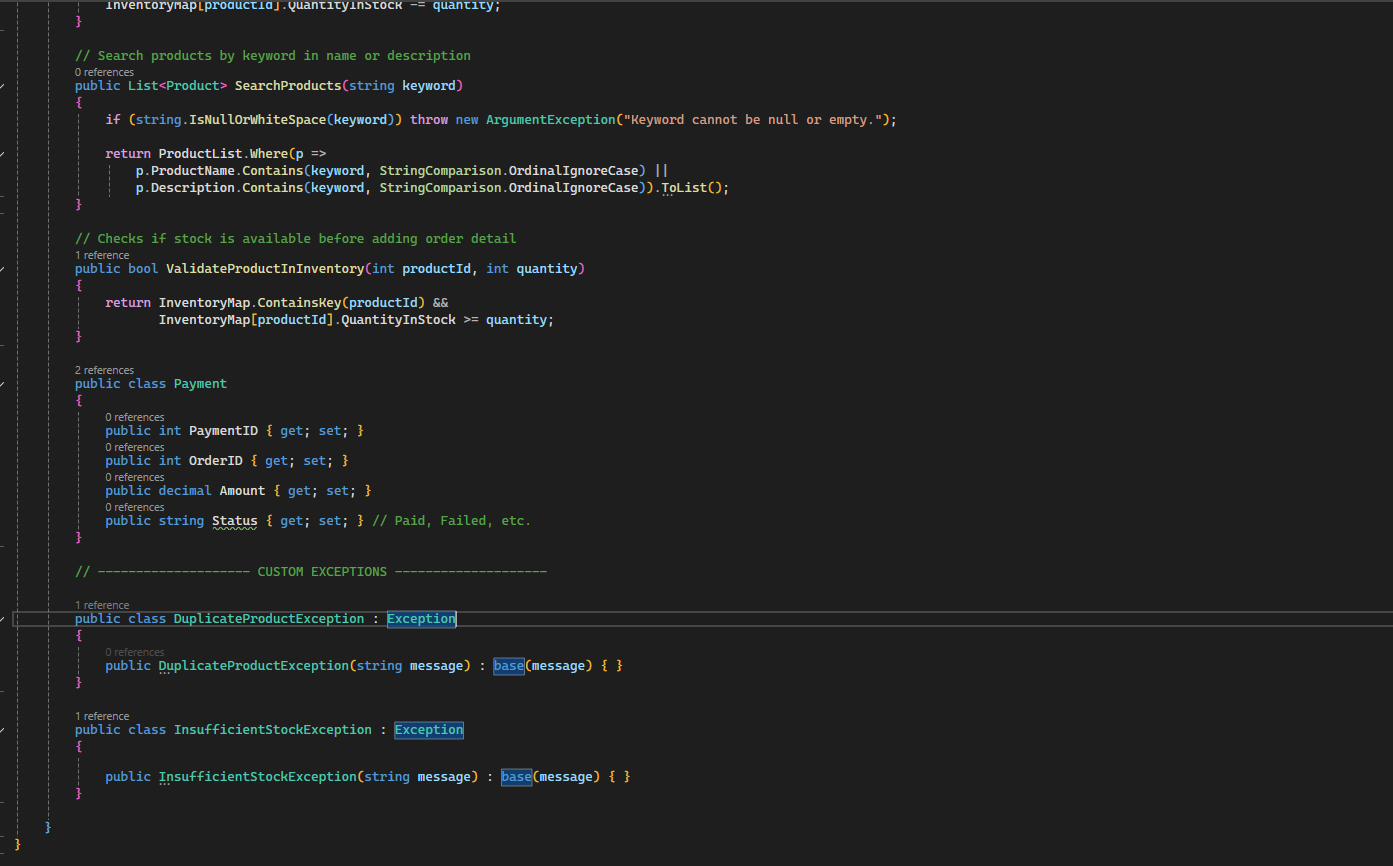 InventoryMap[productId].QuantityInStock -= quantity;
}
// Search products by keyword in name or description
0 references
public List<Product> SearchProducts(string keyword)
{
if (string.IsNullOrWhiteSpace(keyword)) throw new ArgumentException("Keyword cannot be null or empty.");
return ProductList.Where(p =>
p.ProductName.Contains(keyword, StringComparison.OrdinalIgnoreCase) ||
p.Description.Contains(keyword, StringComparison.OrdinalIgnoreCase)).ToList();
}
// Checks if stock is available before adding order detail
1 reference
public bool ValidateProductInInventory(int productId, int quantity)
{
return InventoryMap.ContainsKey(productId) &&
InventoryMap[productId].QuantityInStock >= quantity;
}
2 references
public class Payment
{
0 references
public int PaymentID { get; set; }
0 references
public int OrderID { get; set; }
0 references
public decimal Amount { get; set; }
0 references
public string Status { get; set; } // Paid, Failed, etc.
}
// -------------------- CUSTOM EXCEPTIONS --------------------
1 reference
public class DuplicateProductException : Exception
{
0 references
public DuplicateProductException(string message) : base(message) { }
}
1 reference
public class InsufficientStockException : Exception
{
public InsufficientStockException(string message) : base(message) { }
}
}
}